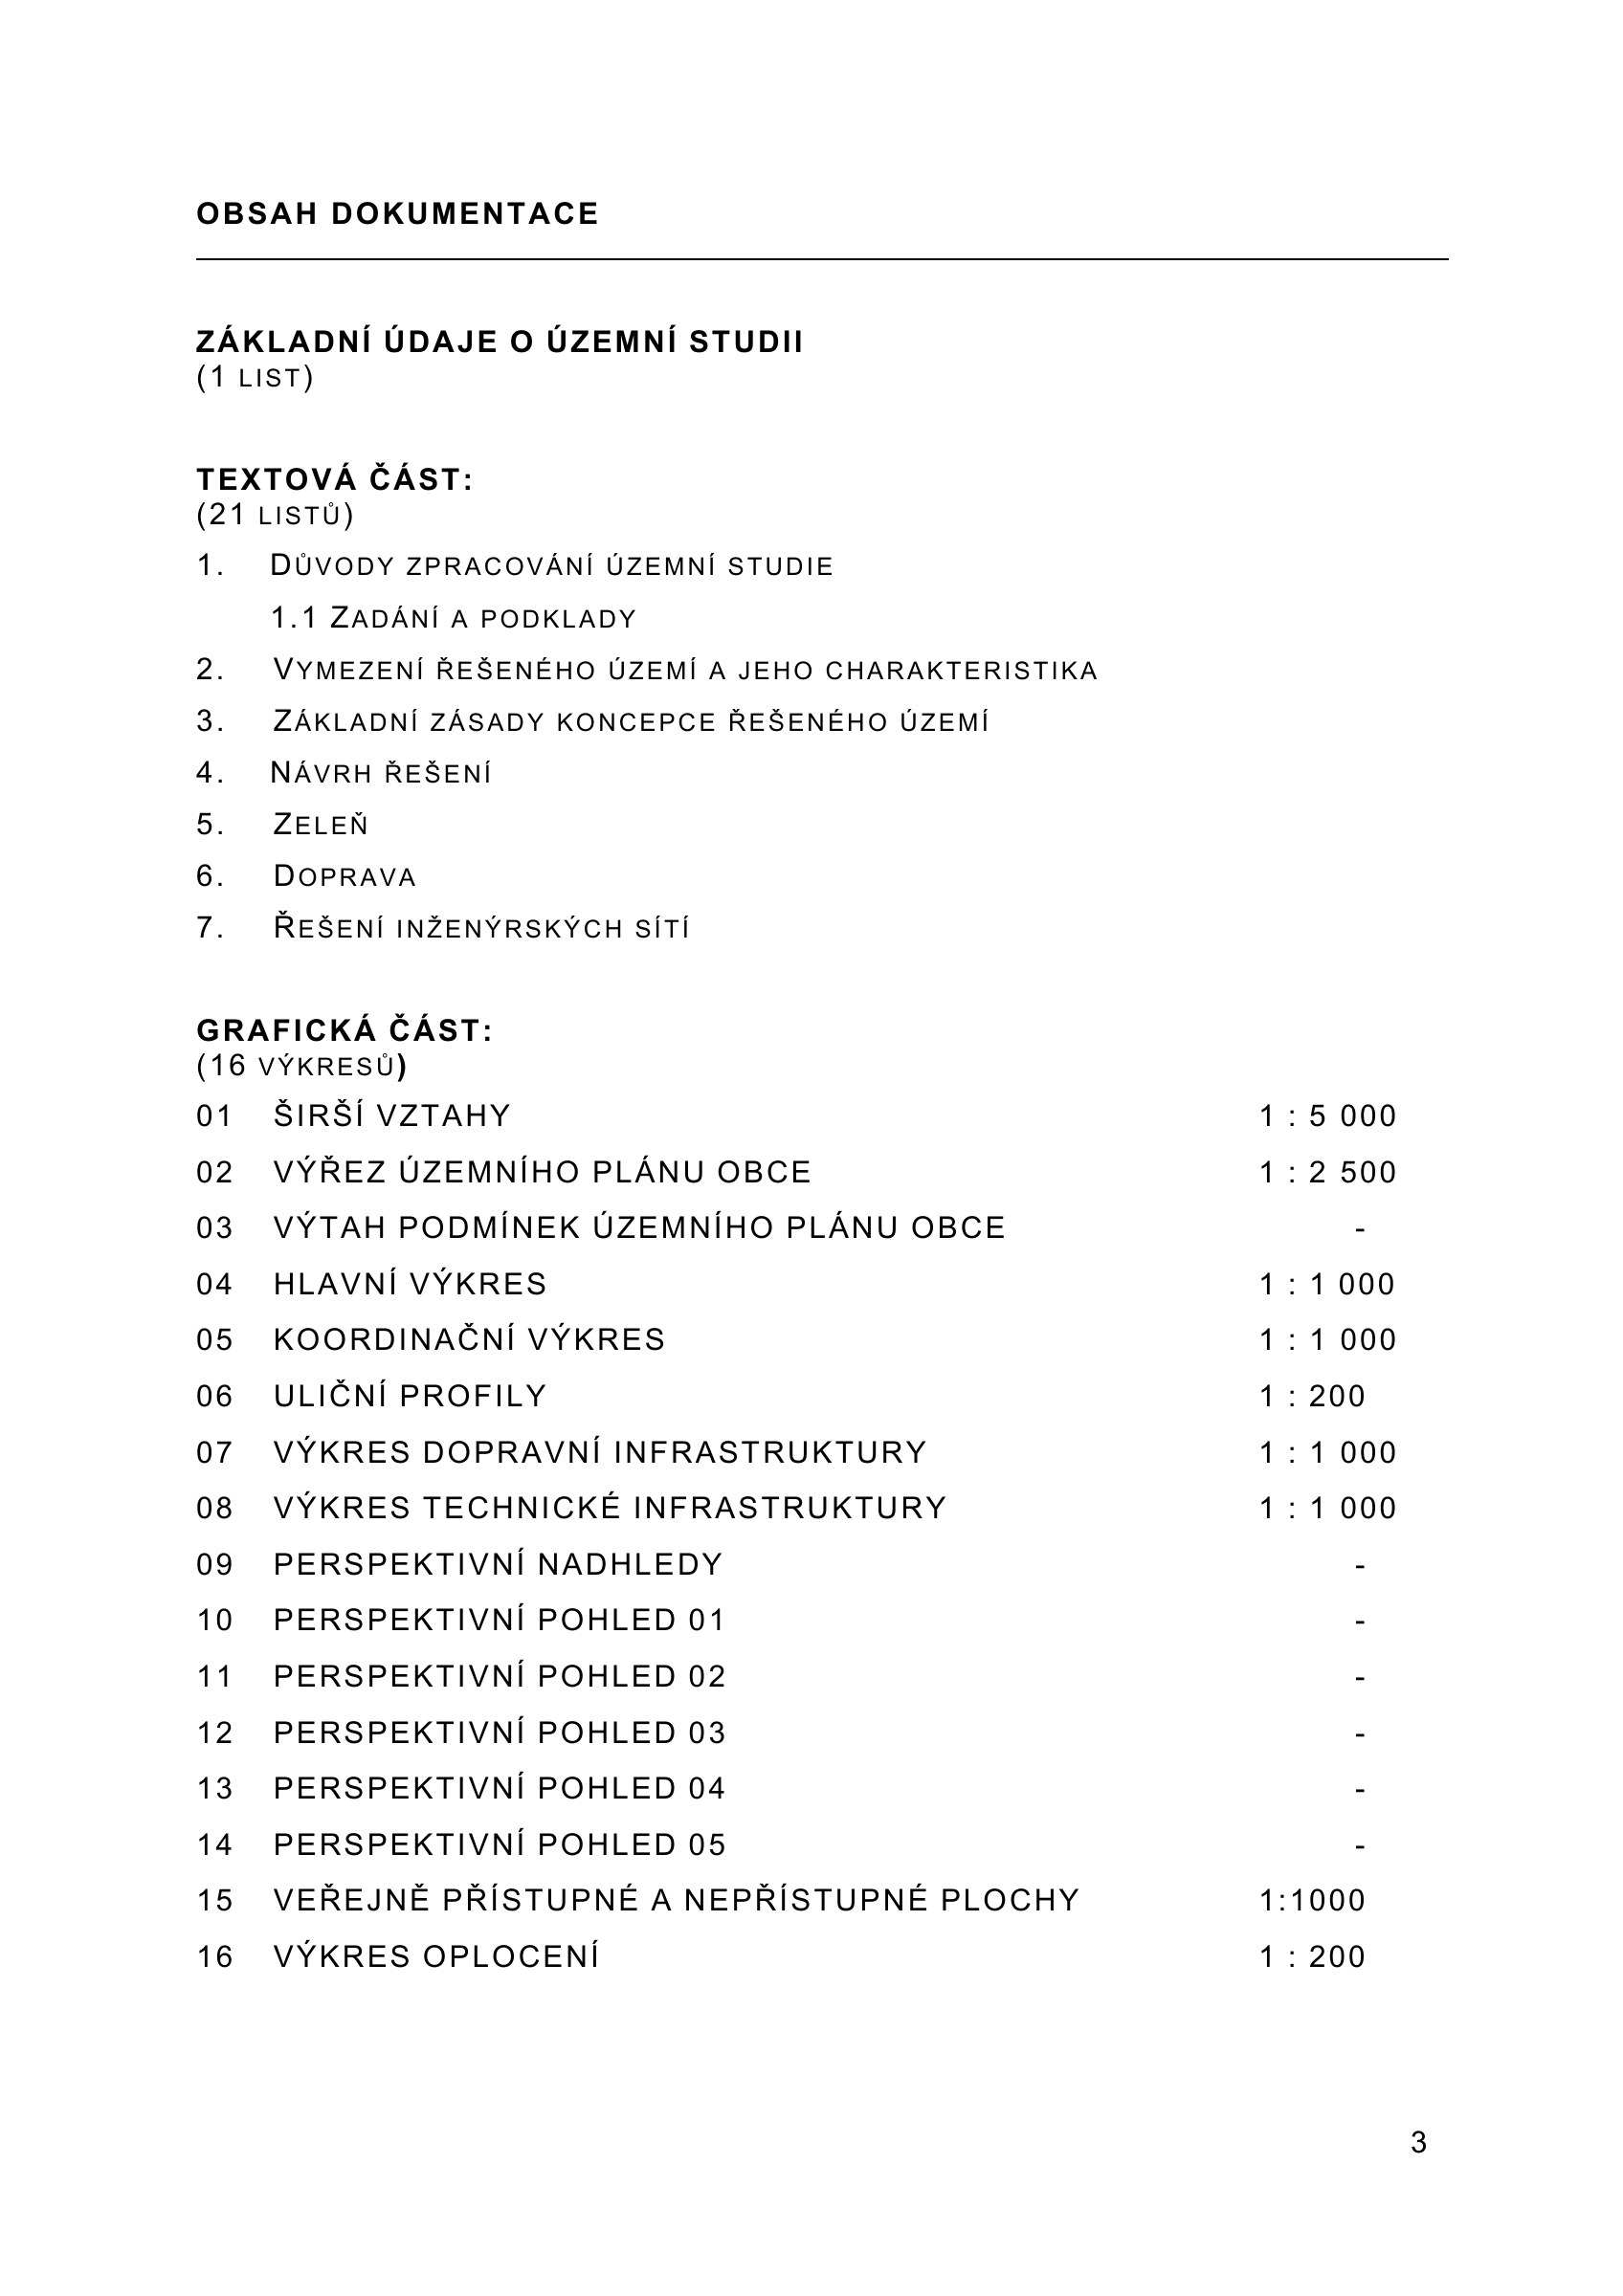 OBSAH DOKUMENTACE
ZÁKLADNÍ ÚDAJE O ÚZEMNÍ STUDII
(1 LIST)
TEXTOVÁ ČÁST:
(21 LISTŮ)
1. DŮVODY ZPRACOVÁNÍ ÚZEMNÍ STUDIE
1.1 ZADÁNÍ A PODKLADY
2. VYMEZENÍ ŘEŠENÉHO ÚZEMÍ A JEHO CHARAKTERISTIKA
3. ZÁKLADNÍ ZÁSADY KONCEPCE ŘEŠENÉHO ÚZEMÍ
4. NÁVRH ŘEŠENÍ
5. ZELEŇ
6. DOPRAVA
7. ŘEŠENÍ INŽENÝRSKÝCH SÍTÍ
GRAFICKÁ ČÁST:
(16 VÝKRESŮ)
01 ŠIRŠÍ VZTAHY 1 : 5 000
02 VÝŘEZ ÚZEMNÍHO PLÁNU OBCE 1 : 2 500
03 VÝTAH PODMÍNEK ÚZEMNÍHO PLÁNU OBCE -
04 HLAVNÍ VÝKRES 1 : 1 000
05 KOORDINAČNÍ VÝKRES 1 : 1 000
06 ULIČNÍ PROFILY 1 : 200
07 VÝKRES DOPRAVNÍ INFRASTRUKTURY 1 : 1 000
08 VÝKRES TECHNICKÉ INFRASTRUKTURY 1 : 1 000
09 PERSPEKTIVNÍ NADHLEDY -
10 PERSPEKTIVNÍ POHLED 01 -
11 PERSPEKTIVNÍ POHLED 02 -
12 PERSPEKTIVNÍ POHLED 03 -
13 PERSPEKTIVNÍ POHLED 04 -
14 PERSPEKTIVNÍ POHLED 05 -
15 VEŘEJNĚ PŘÍSTUPNÉ A NEPŘÍSTUPNÉ PLOCHY 1:1000
16 VÝKRES OPLOCENÍ 1 : 200
3